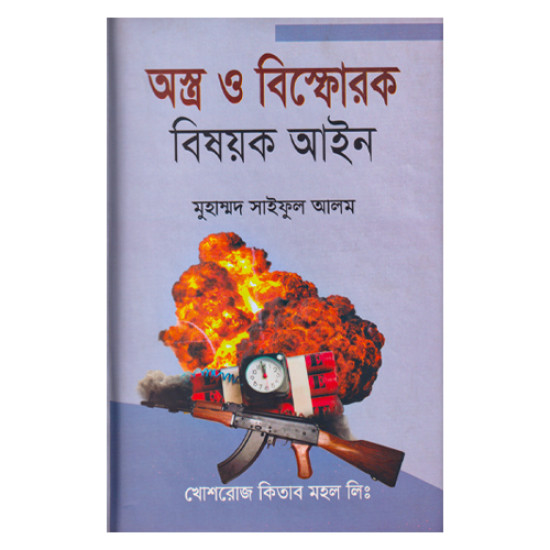 অস্ত্র ও বিস্ফোরক
বিষয়ক আইন
মুহাম্মদ সাইফুল আলম
খোশরোজ কিতাব মহল লিঃ